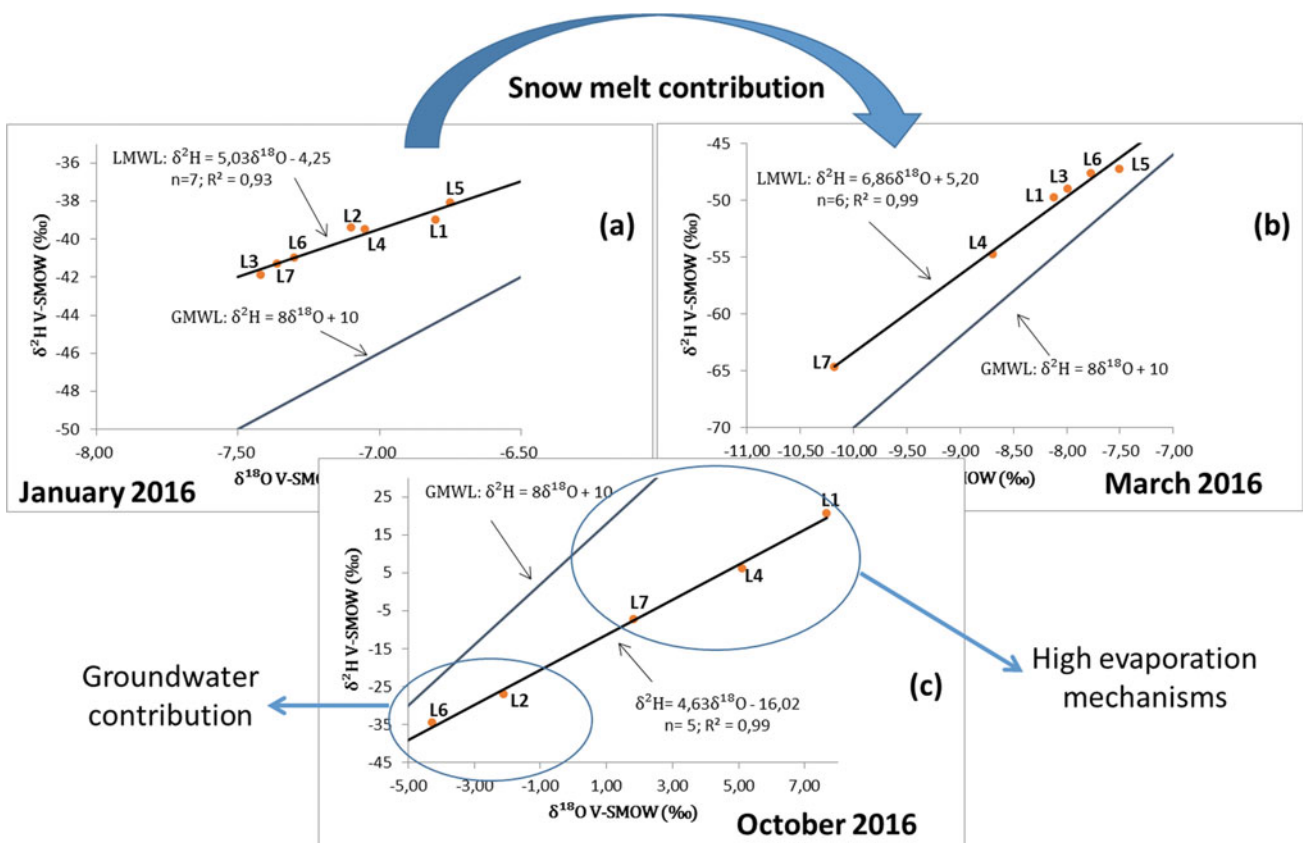 Snow melt contribution
LMWL: δ²H = 5,03δ¹⁸O - 4,25
n=7; R² = 0,93
(a)
GMWL: δ²H = 8δ¹⁸O + 10
L3
L7
L6
L2
L4
L1
L5
-36
-38
-40
-42
-44
-46
-48
-50
δ²H V-SMOW (‰)
-8,00 -7,50 -7,00 -6,50
δ¹⁸O V-SMO
January 2016
LMWL: δ²H = 6,86δ¹⁸O + 5,20
n=6; R² = 0,99
(b)
GMWL: δ²H = 8δ¹⁸O + 10
L7
L4
L1
L3
L6
L5
-45
-50
-55
-60
-65
-70
δ²H V-SMOW (‰)
-11,00 -10,00 -9,50 -9,00 -8,50 -8,00 -7,50 -7,00
MOW (‰)
March 2016
GMWL: δ²H = 8δ¹⁸O + 10
L1
L4
L7
L2
L6
(c)
δ²H= 4,63δ¹⁸O - 16,02
n= 5; R² = 0,99
25
15
5
-5
-15
-25
-35
-45
δ²H V-SMOW (‰)
-5,00 -3,00 -1,00 1,00 3,00 5,00 7,00
δ¹⁸O V-SMOW (‰)
October 2016
Groundwater
contribution
High evaporation
mechanisms